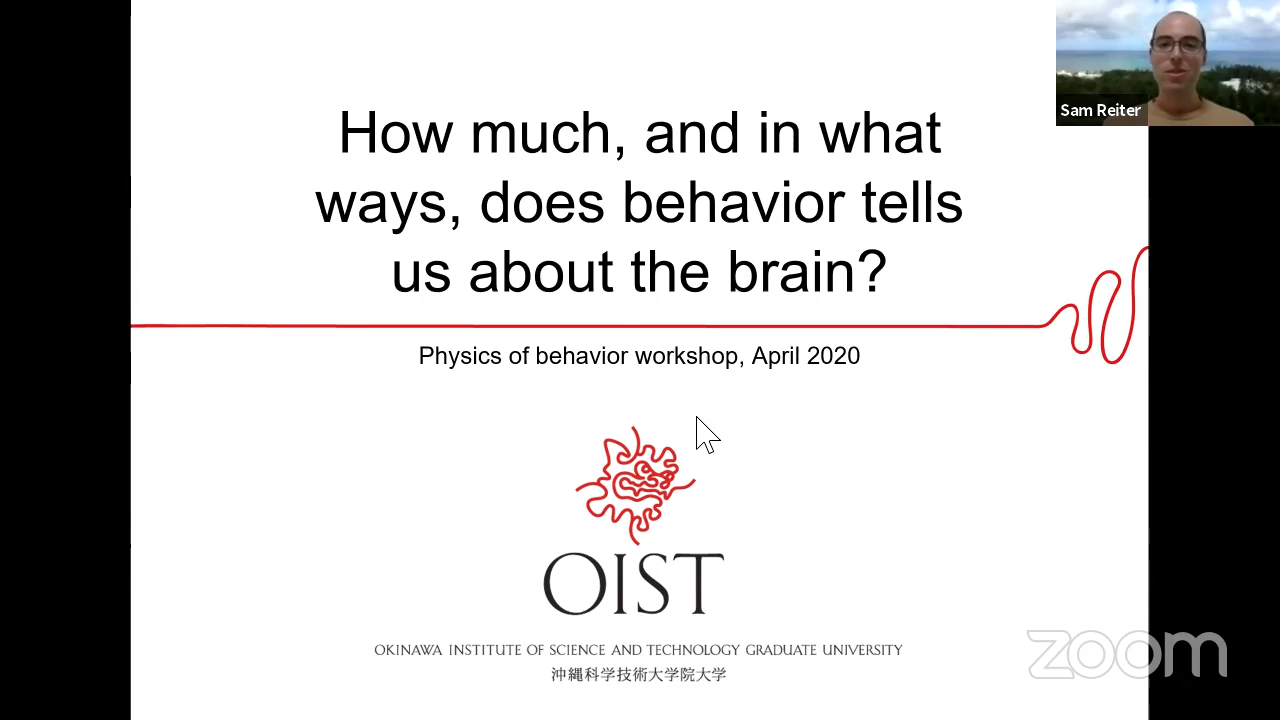 How much, and in what
ways, does behavior tells
us about the brain?
Sam Reiter
Physics of behavior workshop, April 2020
OIST
OKINAWA INSTITUTE OF SCIENCE AND TECHNOLOGY GRADUATE UNIVERSITY
沖縄科学技術大学院大学
zoom